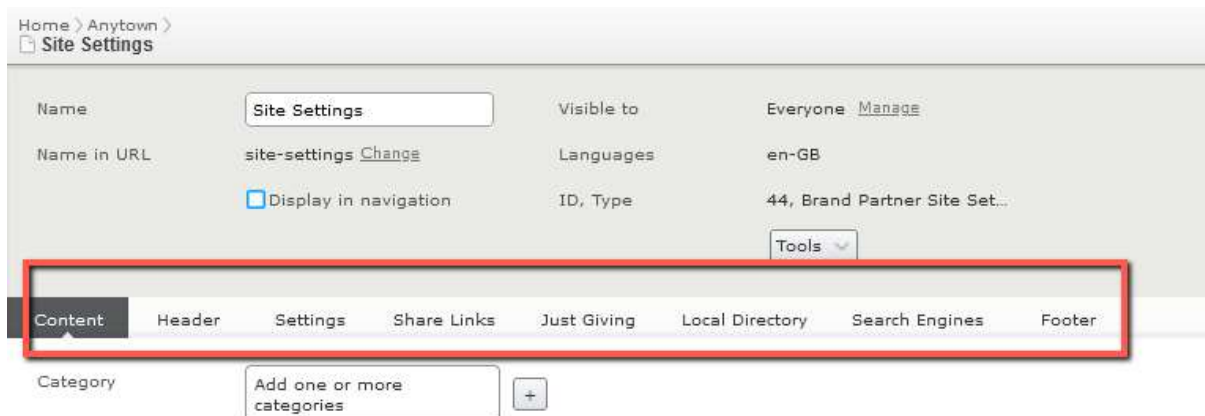 Home > Anytown >
Site Settings
Name
Site Settings
Visible to
Everyone Manage
Name in URL
site-settings Change
Languages
en-GB
Display in navigation
ID, Type
44, Brand Partner Site Set...
Tools
Content Header Settings Share Links Just Giving Local Directory Search Engines Footer
Category
Add one or more
categories
+